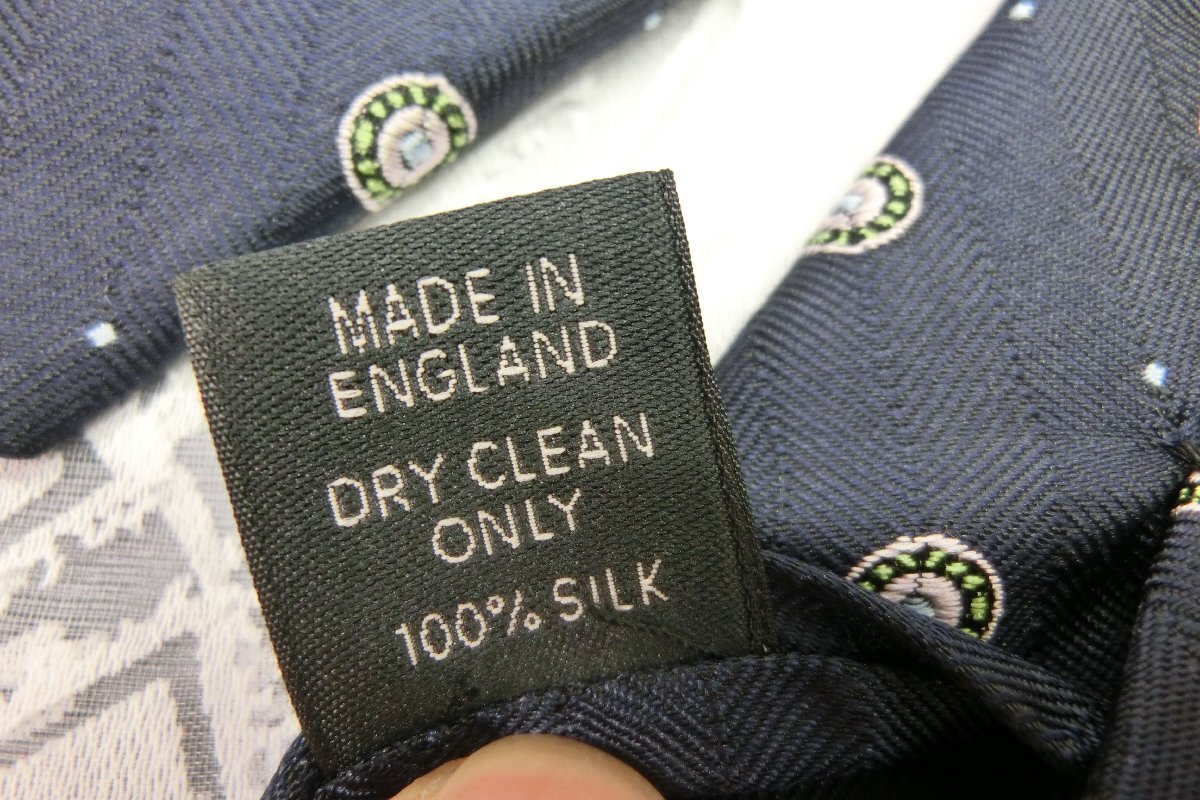 MADE IN
ENGLAND
DRY CLEAN
ONLY
100% SILK